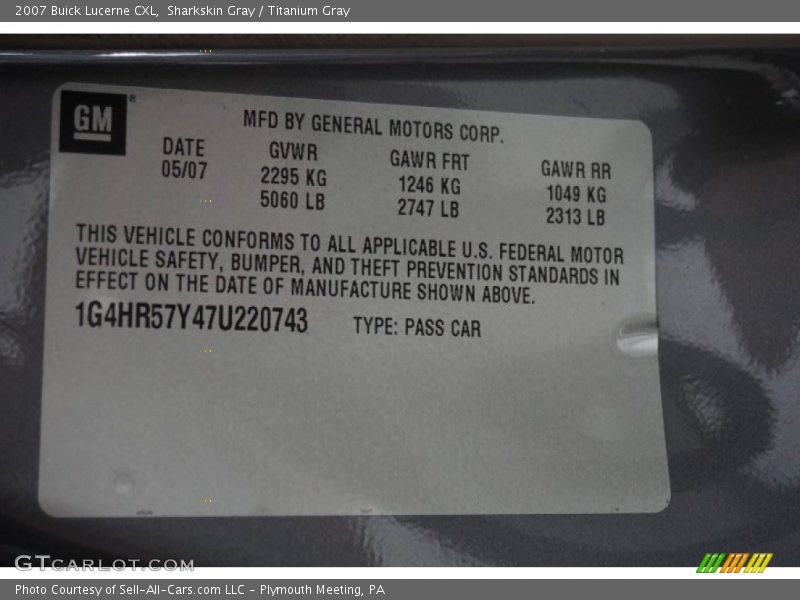 2007 Buick Lucerne CXL, Sharkskin Gray / Titanium Gray
GM ®
MFD BY GENERAL MOTORS CORP.
DATE GVWR GAWR FRT GAWR RR
05/07 2295 KG 1246 KG 1049 KG
5060 LB 2747 LB 2313 LB
THIS VEHICLE CONFORMS TO ALL APPLICABLE U.S. FEDERAL MOTOR
VEHICLE SAFETY, BUMPER, AND THEFT PREVENTION STANDARDS IN
EFFECT ON THE DATE OF MANUFACTURE SHOWN ABOVE.
1G4HR57Y47U220743 TYPE: PASS CAR
GTCARLOT.COM
Photo Courtesy of Sell-All-Cars.com LLC - Plymouth Meeting, PA